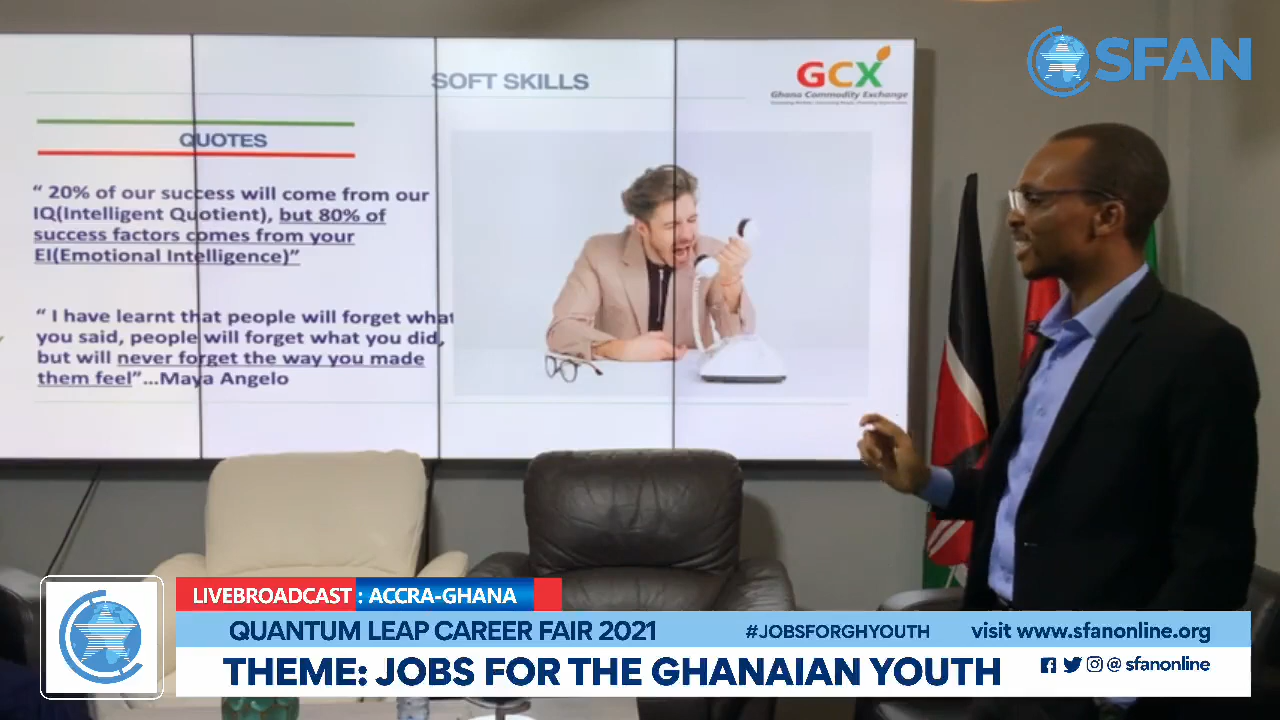 SFAN
SOFT SKILLS
GCX
Ghana Commodity Exchange
QUOTES
“ 20% of our success will come from our
IQ(Intelligent Quotient), but 80% of
success factors comes from your
EI(Emotional Intelligence)”
“ I have learnt that people will forget what
you said, people will forget what you did,
but will never forget the way you made
them feel”...Maya Angelo
LIVEBROADCAST : ACCRA-GHANA
QUANTUM LEAP CAREER FAIR 2021 #JOBSFORGHYOUTH visit www.sfanonline.org
THEME: JOBS FOR THE GHANAIAN YOUTH @ sfanonline